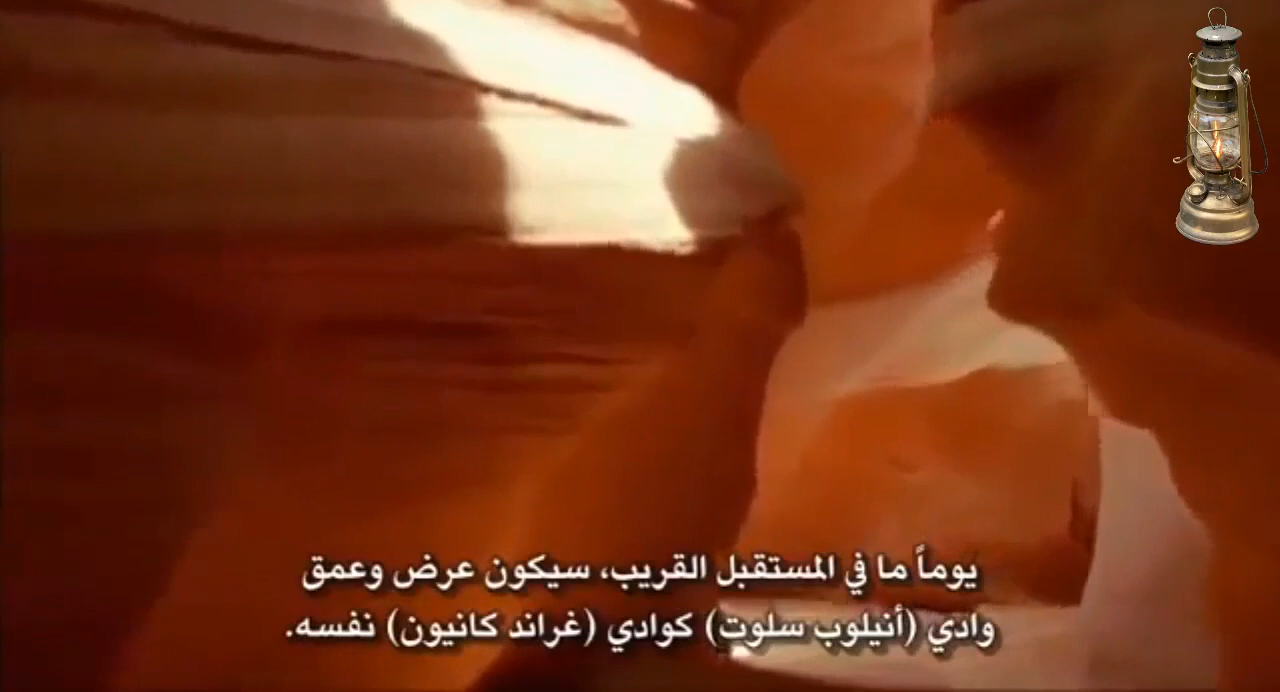 يوماً ما في المستقبل القريب، سيكون عرض وعمق
وادي (أنيلوب سلوت) كوادي (غراند كانيون) نفسه.